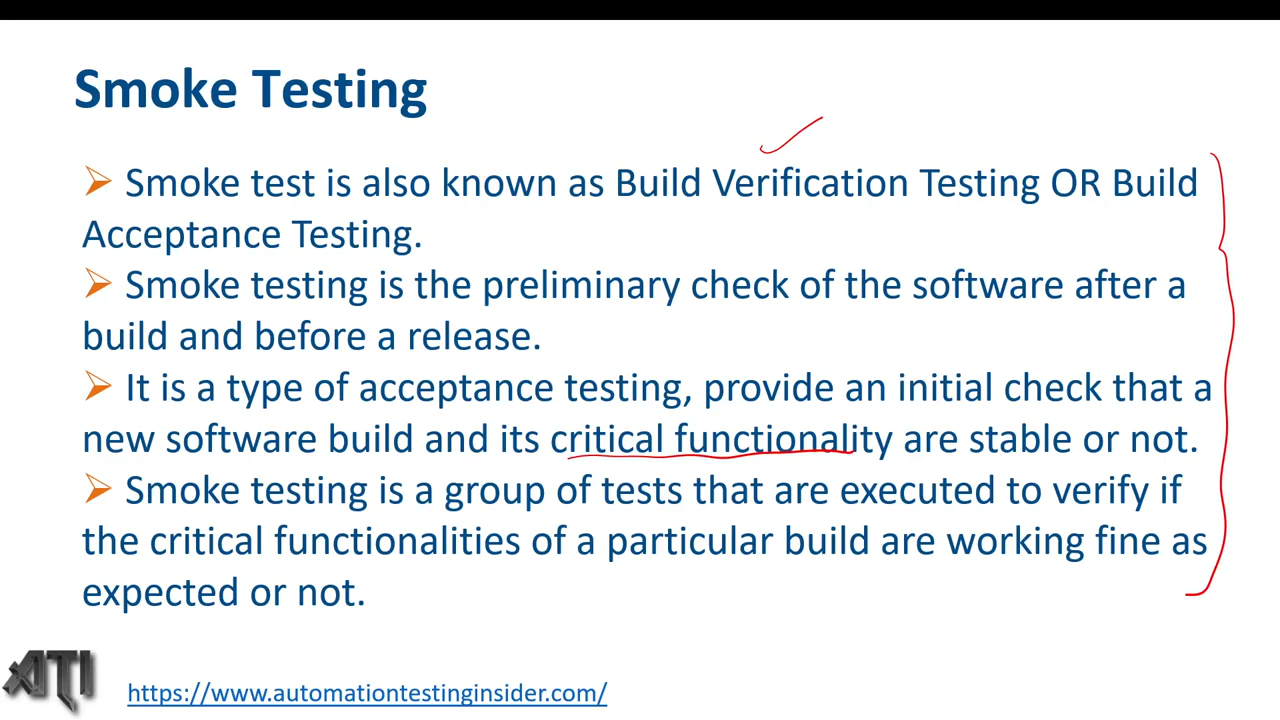 Smoke Testing
➢ Smoke test is also known as Build Verification Testing OR Build
Acceptance Testing.
➢ Smoke testing is the preliminary check of the software after a
build and before a release.
➢ It is a type of acceptance testing, provide an initial check that a
new software build and its critical functionality are stable or not.
➢ Smoke testing is a group of tests that are executed to verify if
the critical functionalities of a particular build are working fine as
expected or not.
ATI
https://www.automationtestinginsider.com/